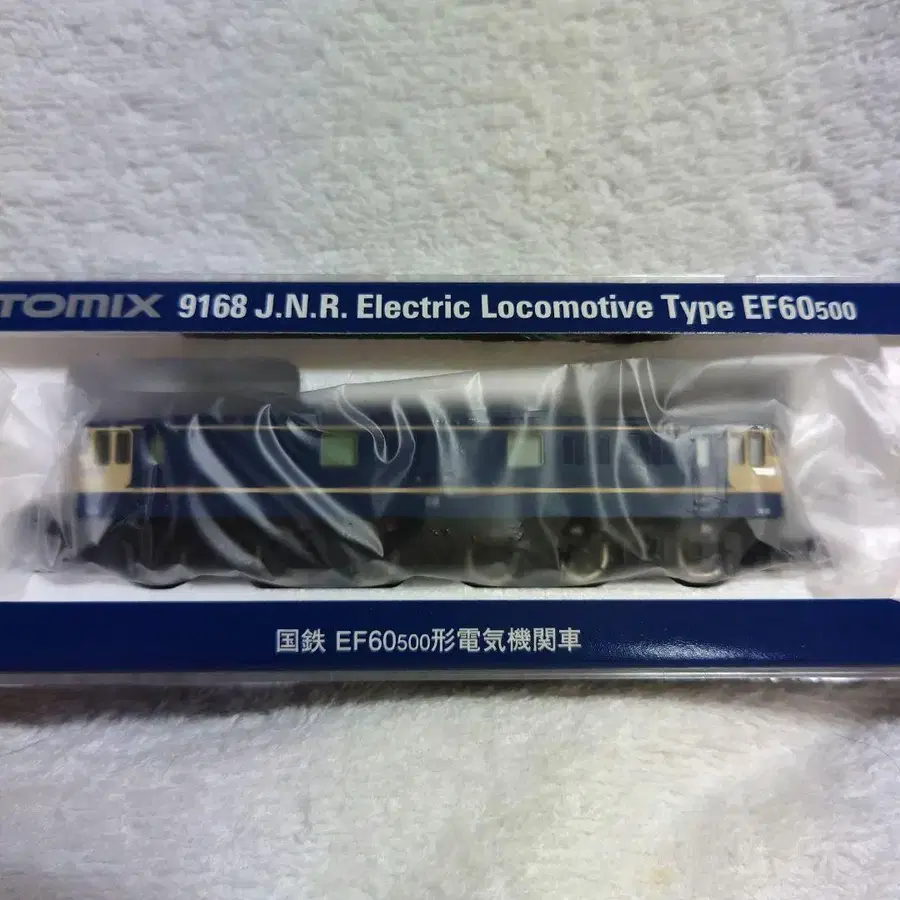 TOMIX 9168 J.N.R. Electric Locomotive Type EF60500
国鉄 EF60500形電気機関車